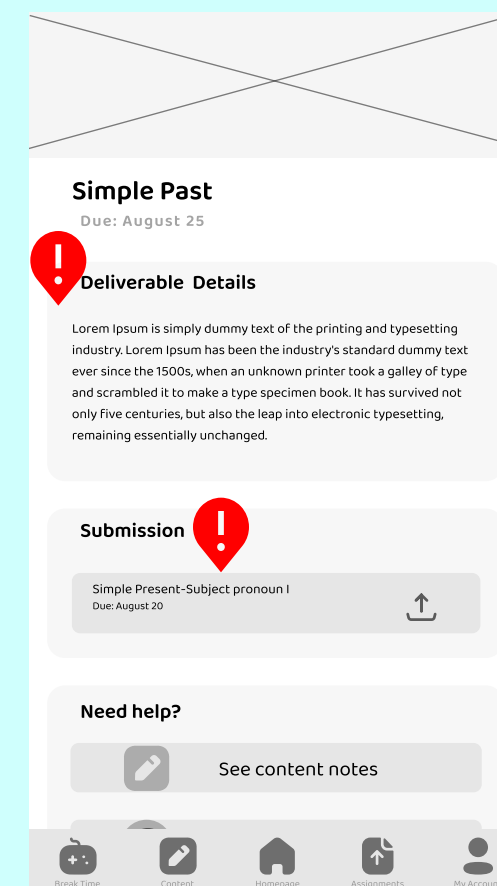 Simple Past
Due: August 25
Deliverable Details
Lorem Ipsum is simply dummy text of the printing and typesetting
industry. Lorem Ipsum has been the industry's standard dummy text
ever since the 1500s, when an unknown printer took a galley of type
and scrambled it to make a type specimen book. It has survived not
only five centuries, but also the leap into electronic typesetting,
remaining essentially unchanged.
Submission
Simple Present-Subject pronoun I
Due: August 20
Need help?
See content notes
Break Time
Content
Homepage
Assignments
My Accoun